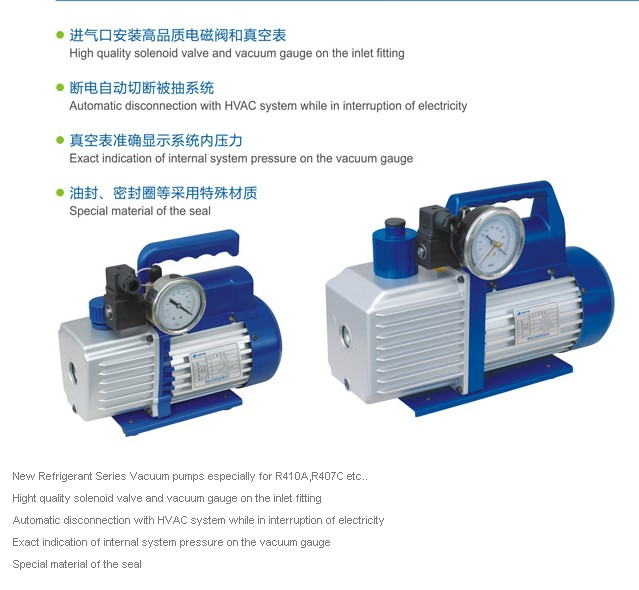 进气口安装高品质电磁阀和真空表
High quality solenoid valve and vacuum gauge on the inlet fitting
断电自动切断被抽系统
Automatic disconnection with HVAC system while in interruption of electricity
真空表准确显示系统内压力
Exact indication of internal system pressure on the vacuum gauge
油封、密封圈等采用特殊材质
Special material of the seal
New Refrigerant Series Vacuum pumps especially for R410A,R407C etc..
Hight quality solenoid valve and vacuum gauge on the inlet fitting
Automatic disconnection with HVAC system while in interruption of electricity
Exact indication of internal system pressure on the vacuum gauge
Special material of the seal